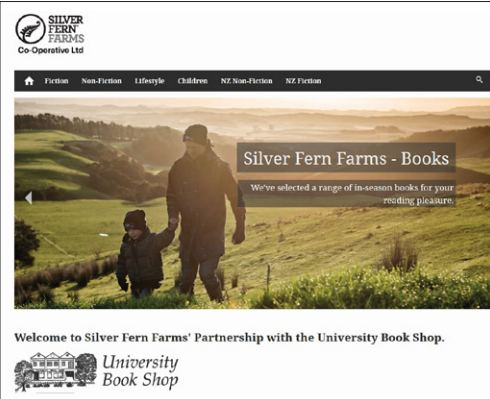 SILVER
FERN
FARMS
Co-Operative Ltd
Fiction Non-Fiction Lifestyle Children NZ Non-Fiction NZ Fiction
Silver Fern Farms - Books
We've selected a range of in-season books for your
reading pleasure.
Welcome to Silver Fern Farms' Partnership with the University Book Shop.
University
Book Shop